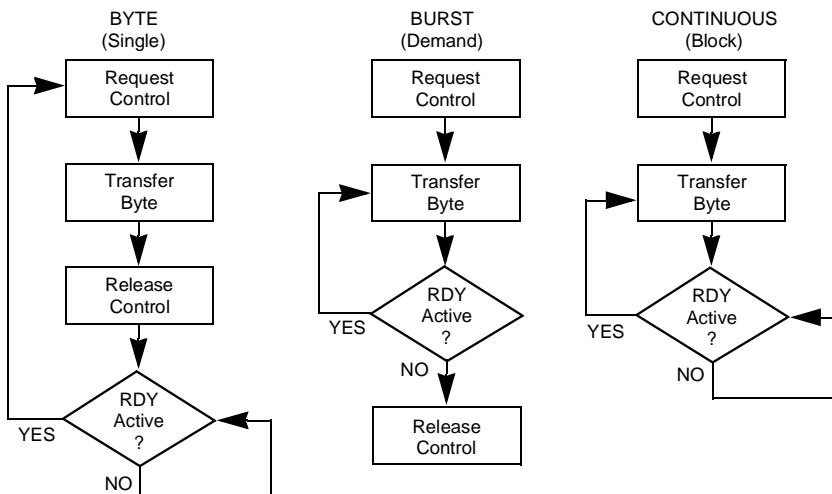 BYTE
(Single)
Request
Control
Transfer
Byte
Release
Control
RDY
Active
?
YES
NO
BURST
(Demand)
Request
Control
Transfer
Byte
RDY
Active
?
YES
NO
Release
Control
CONTINUOUS
(Block)
Request
Control
Transfer
Byte
RDY
Active
?
YES
NO